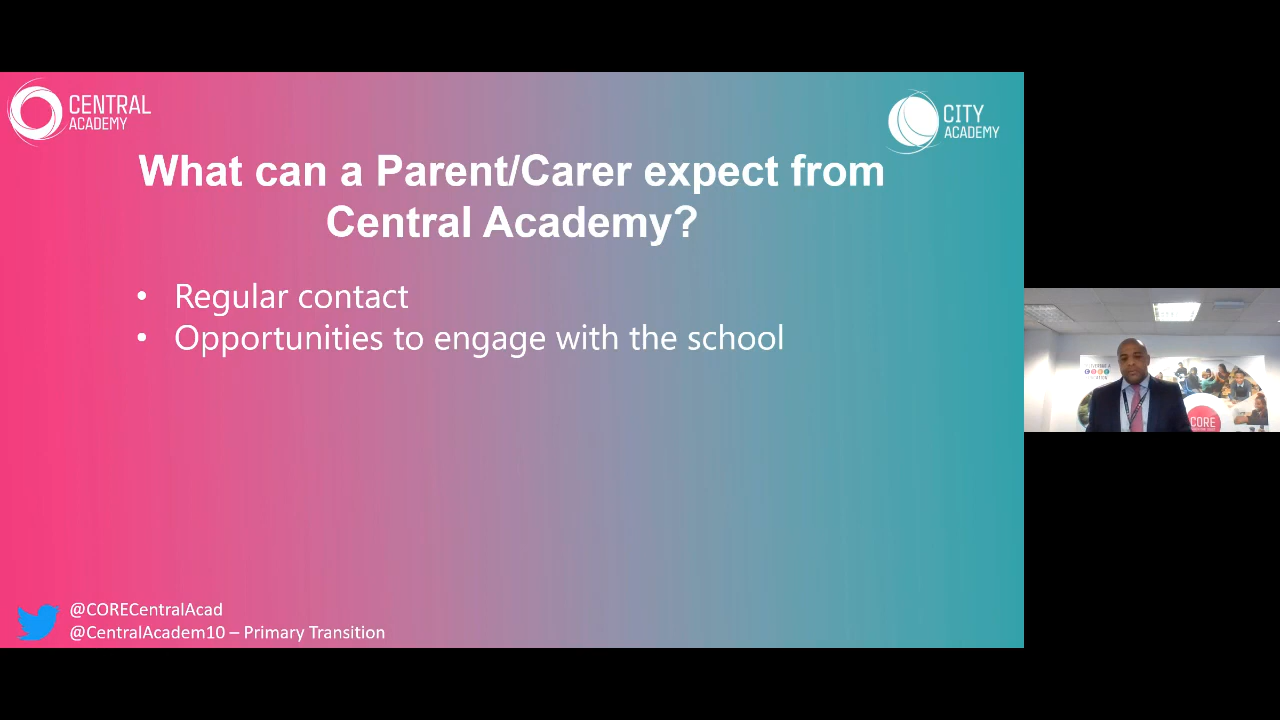 CENTRAL
ACADEMY
CITY
ACADEMY
What can a Parent/Carer expect from
Central Academy?
• Regular contact
• Opportunities to engage with the school
@CORECentralAcad
@CentralAcadem10 – Primary Transition
CORE